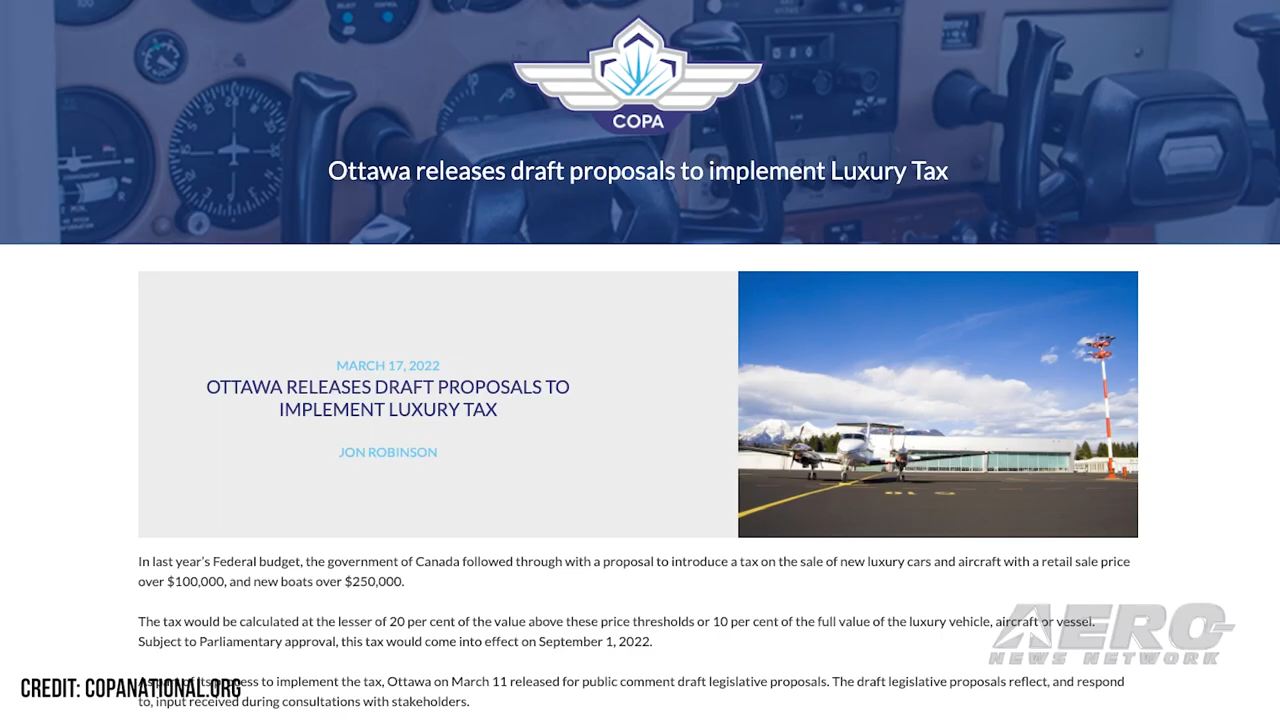 COPA
Ottawa releases draft proposals to implement Luxury Tax
MARCH 17, 2022
OTTAWA RELEASES DRAFT PROPOSALS TO
IMPLEMENT LUXURY TAX
JON ROBINSON
In last year's Federal budget, the government of Canada followed through with a proposal to introduce a tax on the sale of new luxury cars and aircraft with a retail sale price
over $100,000, and new boats over $250,000.
The tax would be calculated at the lesser of 20 per cent of the value above these price thresholds or 10 per cent of the full value of the luxury vehicle, aircraft or vessel.
Subject to Parliamentary approval, this tax would come into effect on September 1, 2022.
AERO
NEWS NETWORK
As part of its process to implement the tax, Ottawa on March 11 released for public comment draft legislative proposals. The draft legislative proposals reflect, and respond
to, input received during consultations with stakeholders.
CREDIT: COPANATIONAL.ORG